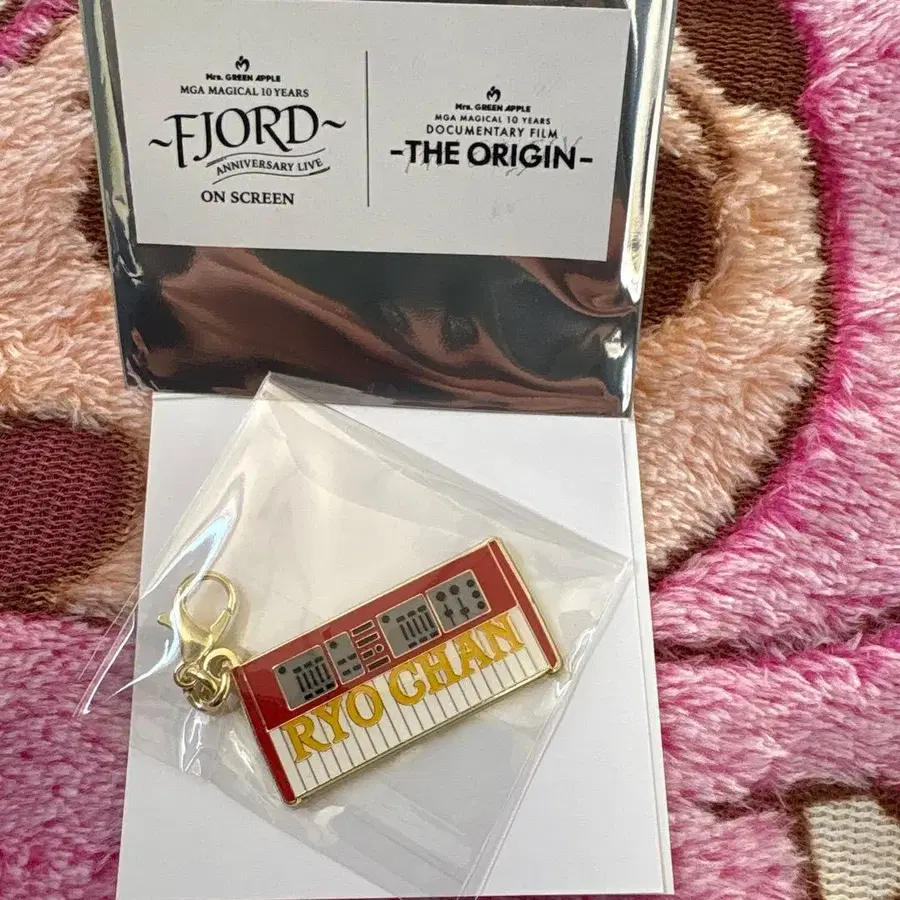 Mrs. GREEN APPLE
MGA MAGICAL 10 YEARS
~FJORD~
ANNIVERSARY LIVE
ON SCREEN
Mrs. GREEN APPLE
MGA MAGICAL 10 YEARS
DOCUMENTARY FILM
-THE ORIGIN-
RYO CHAN